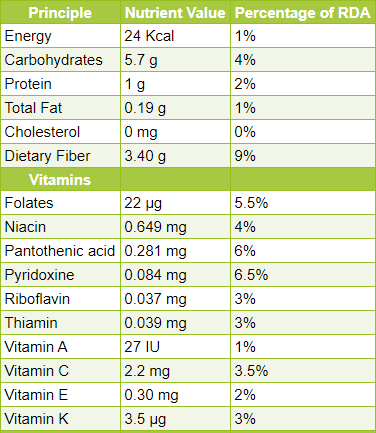 Principle Nutrient Value Percentage of RDA
Energy 24 Kcal 1%
Carbohydrates 5.7 g 4%
Protein 1 g 2%
Total Fat 0.19 g 1%
Cholesterol 0 mg 0%
Dietary Fiber 3.40 g 9%
Vitamins
Folates 22 µg 5.5%
Niacin 0.649 mg 4%
Pantothenic acid 0.281 mg 6%
Pyridoxine 0.084 mg 6.5%
Riboflavin 0.037 mg 3%
Thiamin 0.039 mg 3%
Vitamin A 27 IU 1%
Vitamin C 2.2 mg 3.5%
Vitamin E 0.30 mg 2%
Vitamin K 3.5 µg 3%